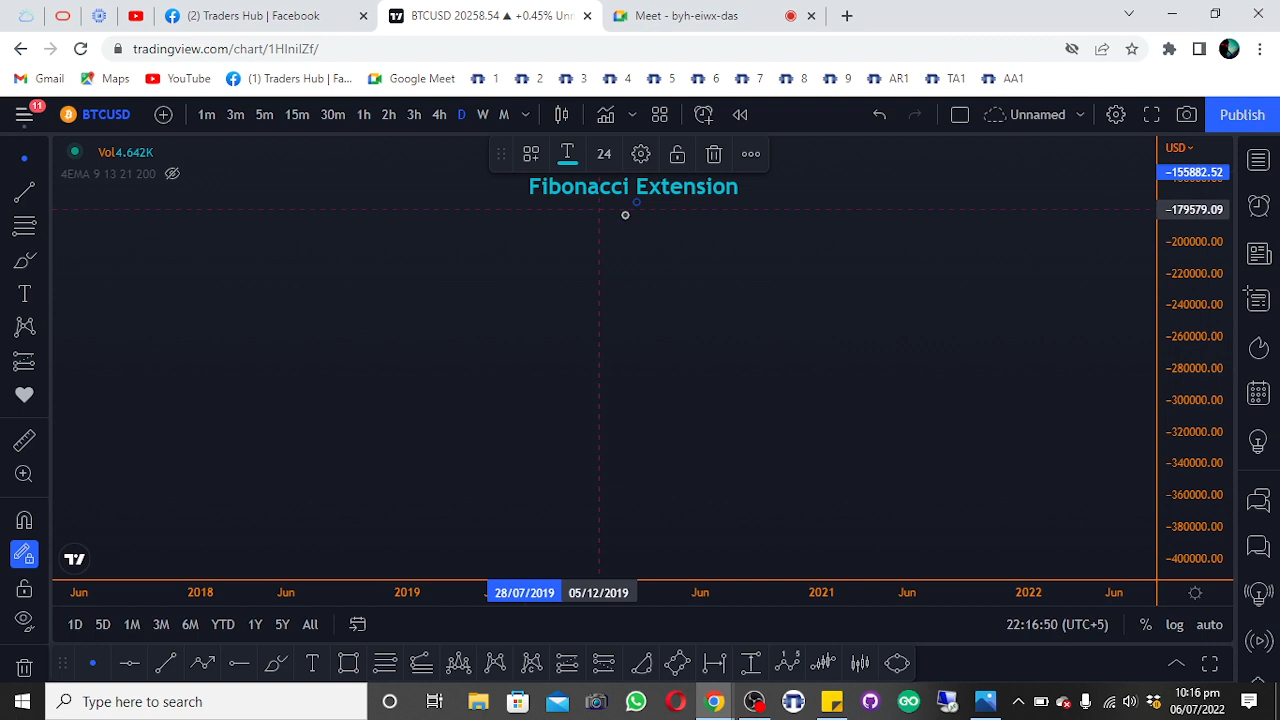 (2) Traders Hub | Facebook
BTCUSD 20258.54 ▲ +0.45% Unn
Meet - byh-eiwx-das
tradingview.com/chart/1HlniIZf/
Gmail
Maps
YouTube
(1) Traders Hub | Fa...
Google Meet
1
2
3
4
5
6
7
8
9
AR1
TA1
AA1
11
BTCUSD
1m 3m 5m 15m 30m 1h 2h 3h 4h D W M
Unnamed
Publish
Vol 4.642K
24
USD
4EMA 9 13 21 200
Fibonacci Extension
−155882.52
−179579.09
−200000.00
−220000.00
−240000.00
−260000.00
−280000.00
−300000.00
−320000.00
−340000.00
−360000.00
−380000.00
−400000.00
Jun 2018 Jun 2019 28/07/2019 05/12/2019 Jun 2021 Jun 2022 Jun
1D 5D 1M 3M 6M YTD 1Y 5Y All
22:16:50 (UTC+5)
% log auto
Type here to search
10:16 pm
06/07/2022